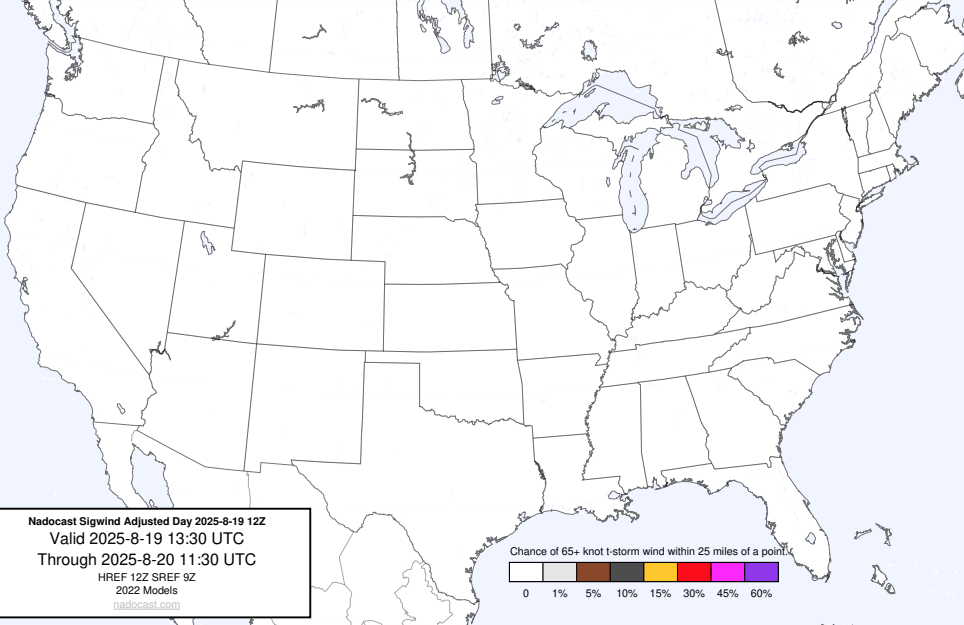 Nadocast Sigwind Adjusted Day 2025-8-19 12Z
Valid 2025-8-19 13:30 UTC
Through 2025-8-20 11:30 UTC
HREF 12Z SREF 9Z
2022 Models
nadocast.com
Chance of 65+ knot t-storm wind within 25 miles of a point.
0 1% 5% 10% 15% 30% 45% 60%